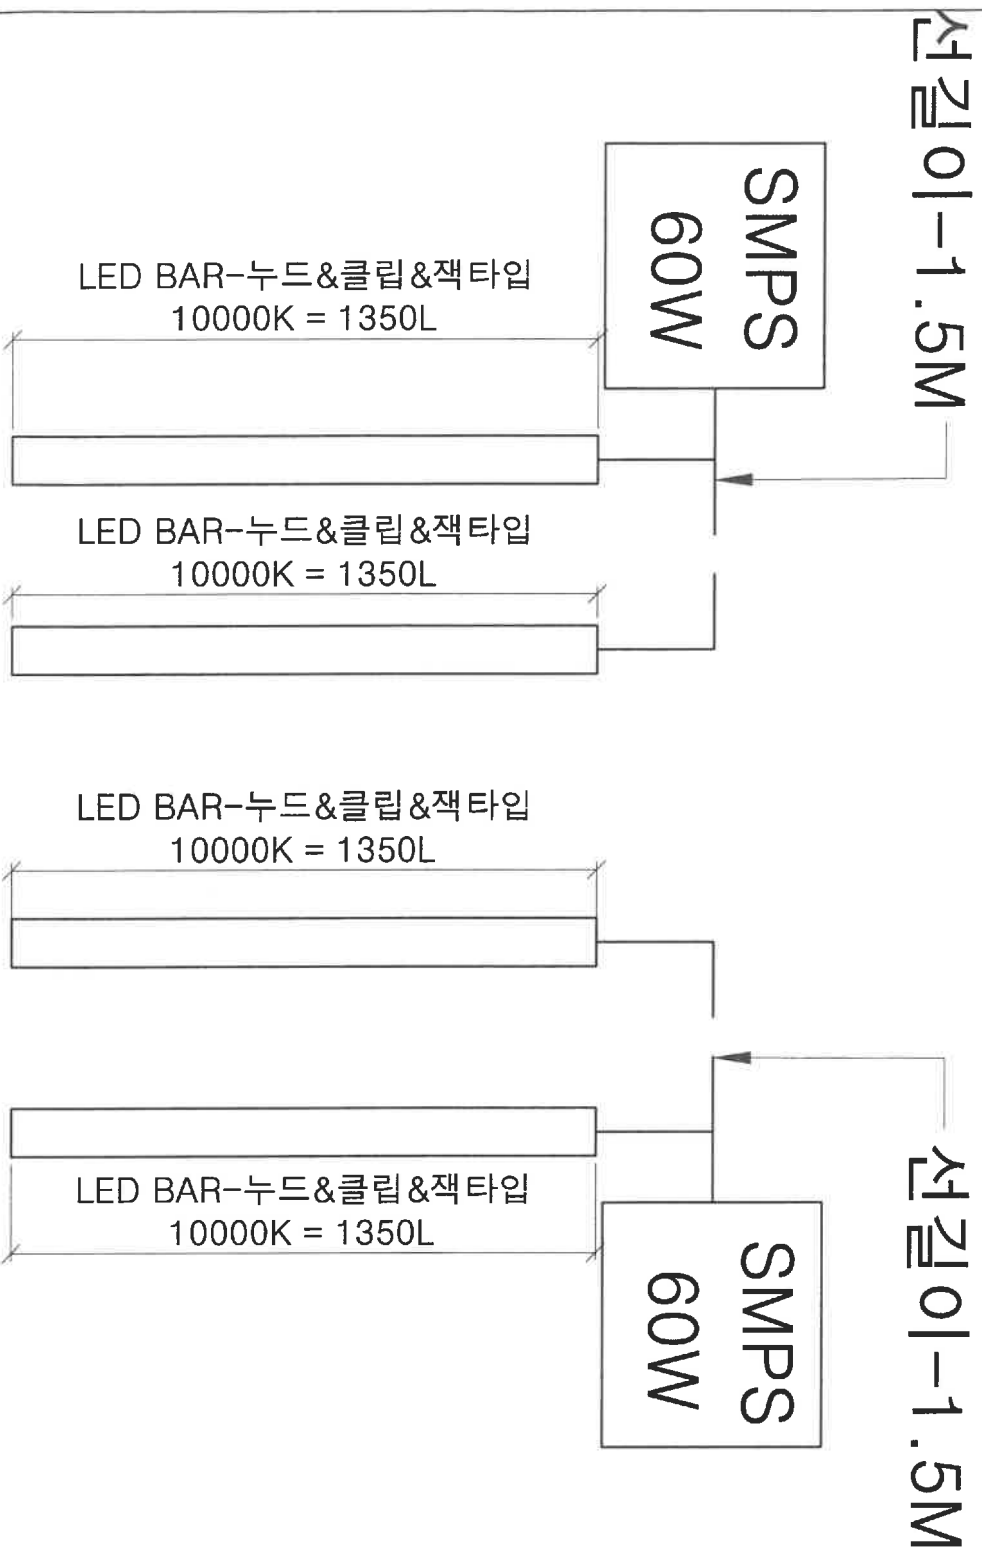 선길이-1.5M
SMPS
60W
LED BAR-누드&클립&잭타입
10000K = 1350L
LED BAR-누드&클립&잭타입
10000K = 1350L
LED BAR-누드&클립&잭타입
10000K = 1350L
LED BAR-누드&클립&잭타입
10000K = 1350L
선길이-1.5M
SMPS
60W